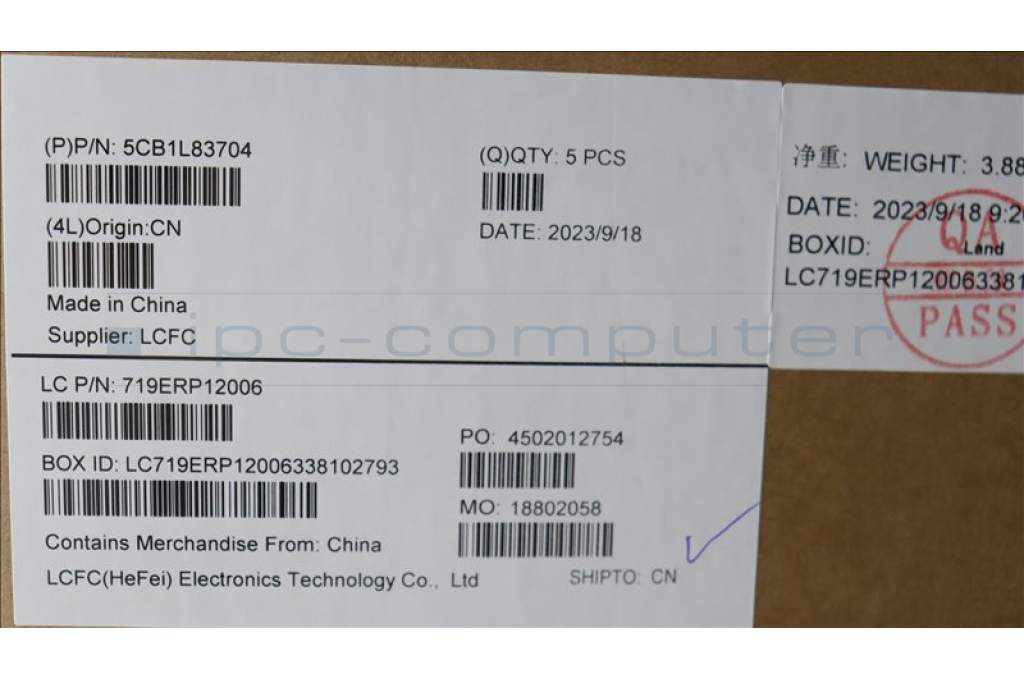 (P)P/N: 5CB1L83704
(Q)QTY: 5 PCS
(4L)Origin:CN
DATE: 2023/9/18
Made in China
Supplier: LCFC
LC P/N: 719ERP12006
PO: 4502012754
BOX ID: LC719ERP12006338102793
MO: 18802058
Contains Merchandise From: China
LCFC(HeFei) Electronics Technology Co., Ltd
SHIPTO: CN
净重: WEIGHT: 3.88
DATE: 2023/9/18 9:2
BOXID:
LC719ERP120063381
QA
Land
PASS
ipc-computer